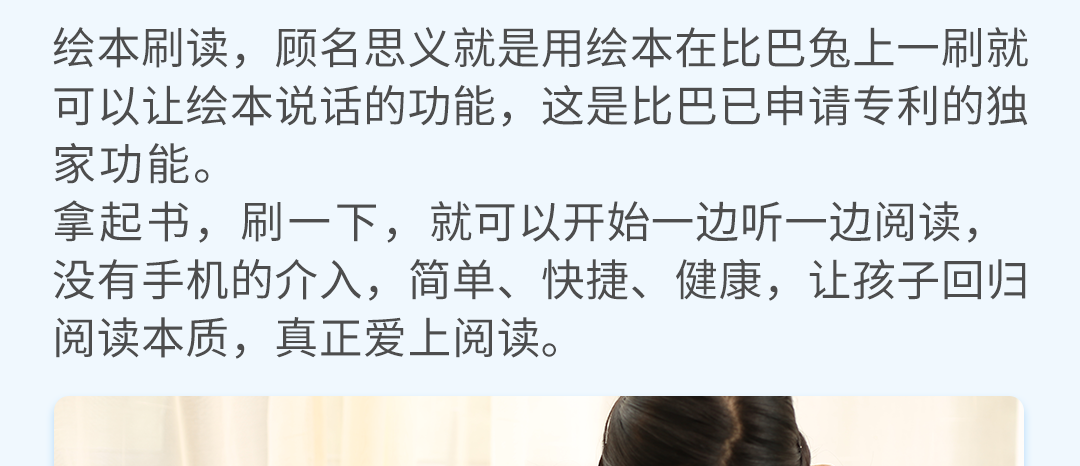 绘本刷读，顾名思义就是用绘本在比巴兔上一刷就
可以让绘本说话的功能，这是比巴已申请专利的独
家功能。
拿起书，刷一下，就可以开始一边听一边阅读，
没有手机的介入，简单、快捷、健康，让孩子回归
阅读本质，真正爱上阅读。